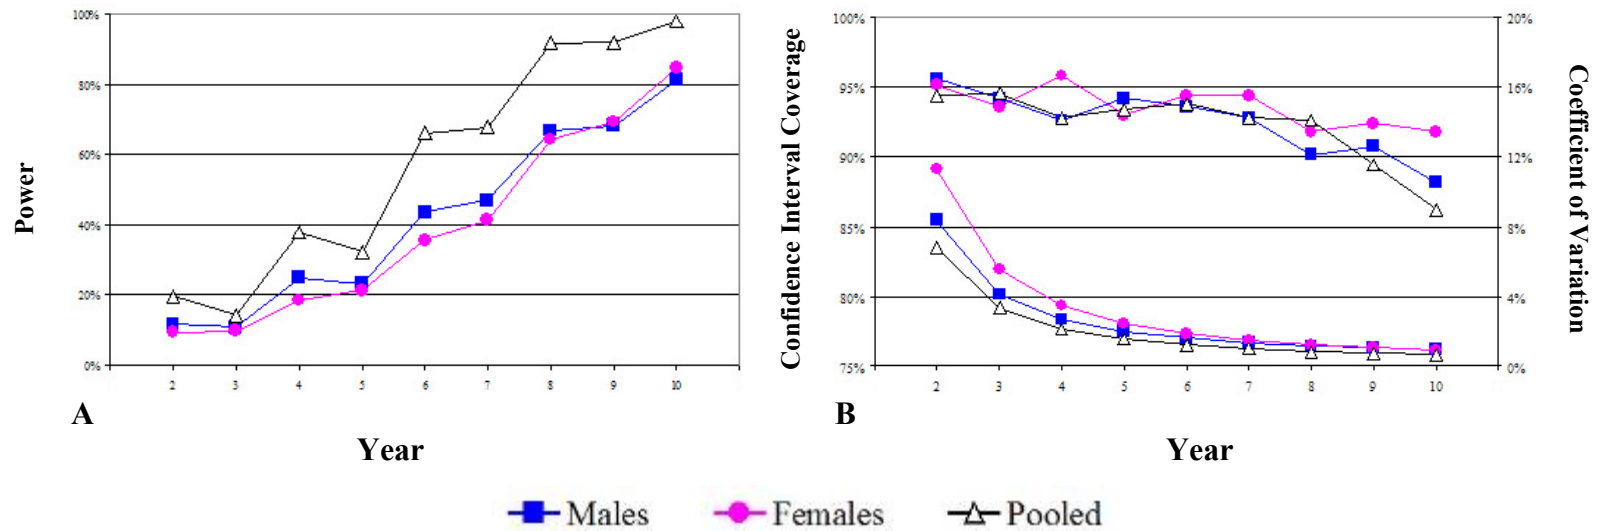 100%
80%
60%
40%
20%
0%
Power
2 3 4 5 6 7 8 9 10
A
Year
100%
95%
90%
85%
80%
75%
Confidence Interval Coverage
20%
16%
12%
8%
4%
0%
Coefficient of Variation
2 3 4 5 6 7 8 9 10
B
Year
Males Females Pooled